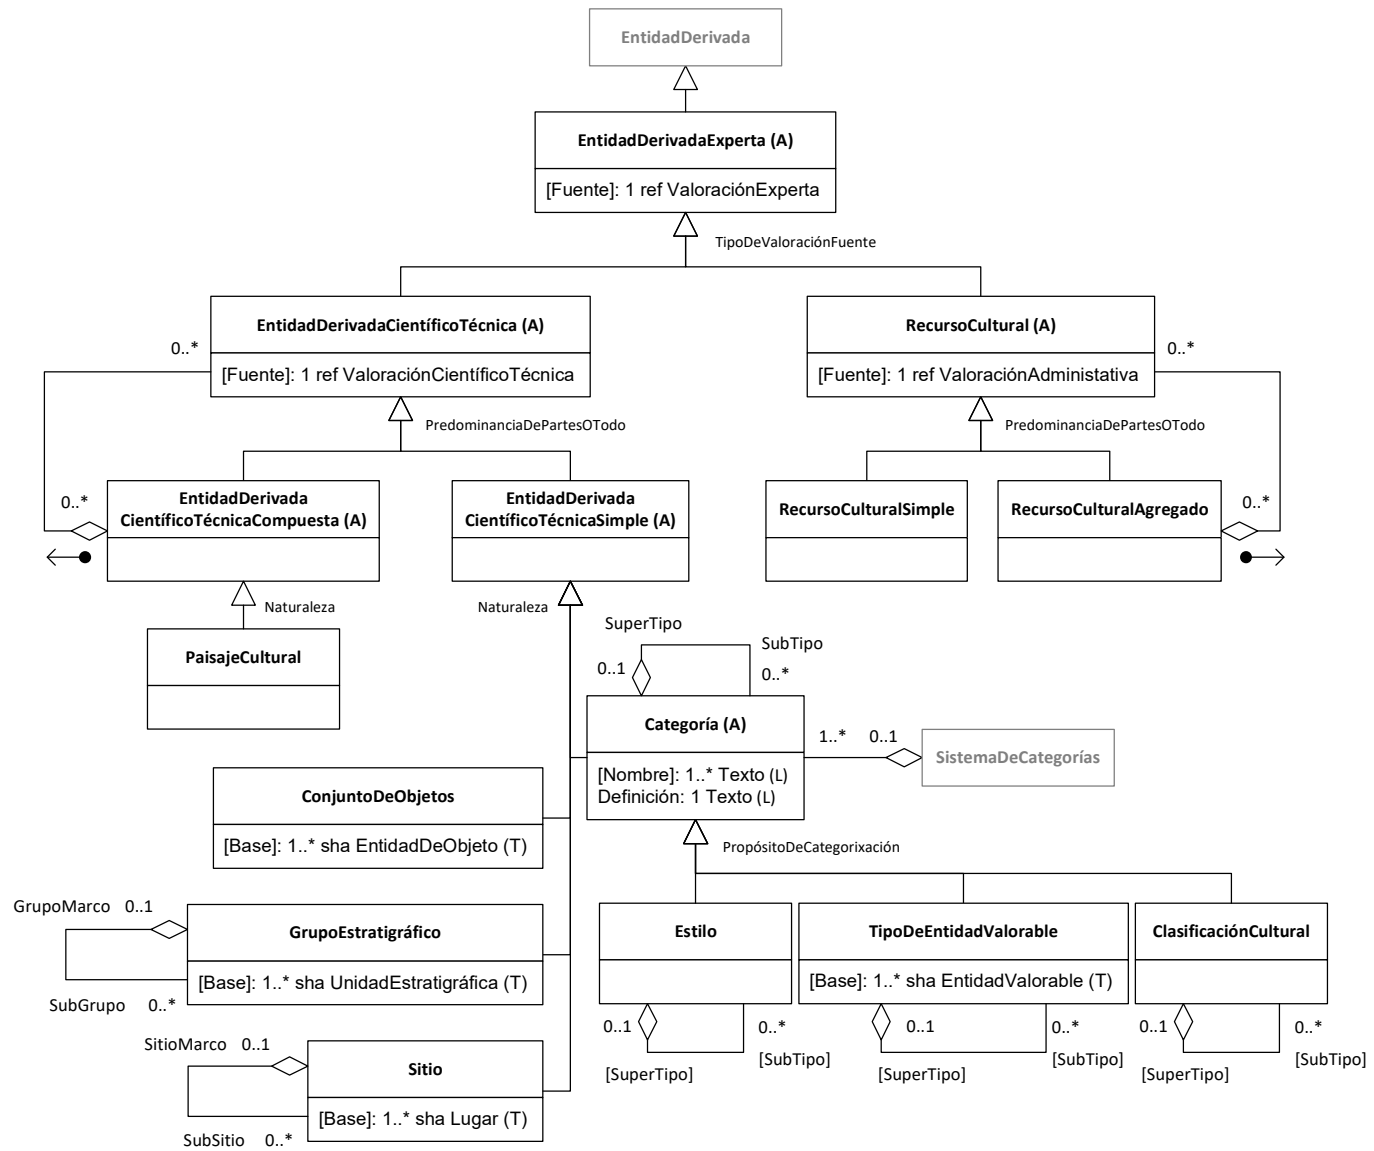 EntidadDerivada
EntidadDerivadaExperta (A)
[Fuente]: 1 ref ValoraciónExperta
TipoDeValoraciónFuente
EntidadDerivadaCientíficoTécnica (A)
[Fuente]: 1 ref ValoraciónCientíficoTécnica
0..*
RecursoCultural (A)
[Fuente]: 1 ref ValoraciónAdministativa
0..*
PredominanciaDePartesOTodo
PredominanciaDePartesOTodo
0..*
EntidadDerivada
CientíficoTécnicaCompuesta (A)
EntidadDerivada
CientíficoTécnicaSimple (A)
RecursoCulturalSimple
RecursoCulturalAgregado
0..*
Naturaleza
Naturaleza
PaisajeCultural
SuperTipo
SubTipo
0..1
0..*
Categoría (A)
[Nombre]: 1..* Texto (L)
Definición: 1 Texto (L)
1..*
0..1
SistemaDeCategorías
ConjuntoDeObjetos
[Base]: 1..* sha EntidadDeObjeto (T)
PropósitoDeCategorixación
GrupoMarco
0..1
GrupoEstratigráfico
[Base]: 1..* sha UnidadEstratigráfica (T)
SubGrupo
0..*
Estilo
TipoDeEntidadValorable
[Base]: 1..* sha EntidadValorable (T)
ClasificaciónCultural
0..1
0..*
[SubTipo]
[SuperTipo]
0..1
0..*
[SubTipo]
[SuperTipo]
0..1
0..*
[SubTipo]
[SuperTipo]
SitioMarco
0..1
Sitio
[Base]: 1..* sha Lugar (T)
SubSitio
0..*